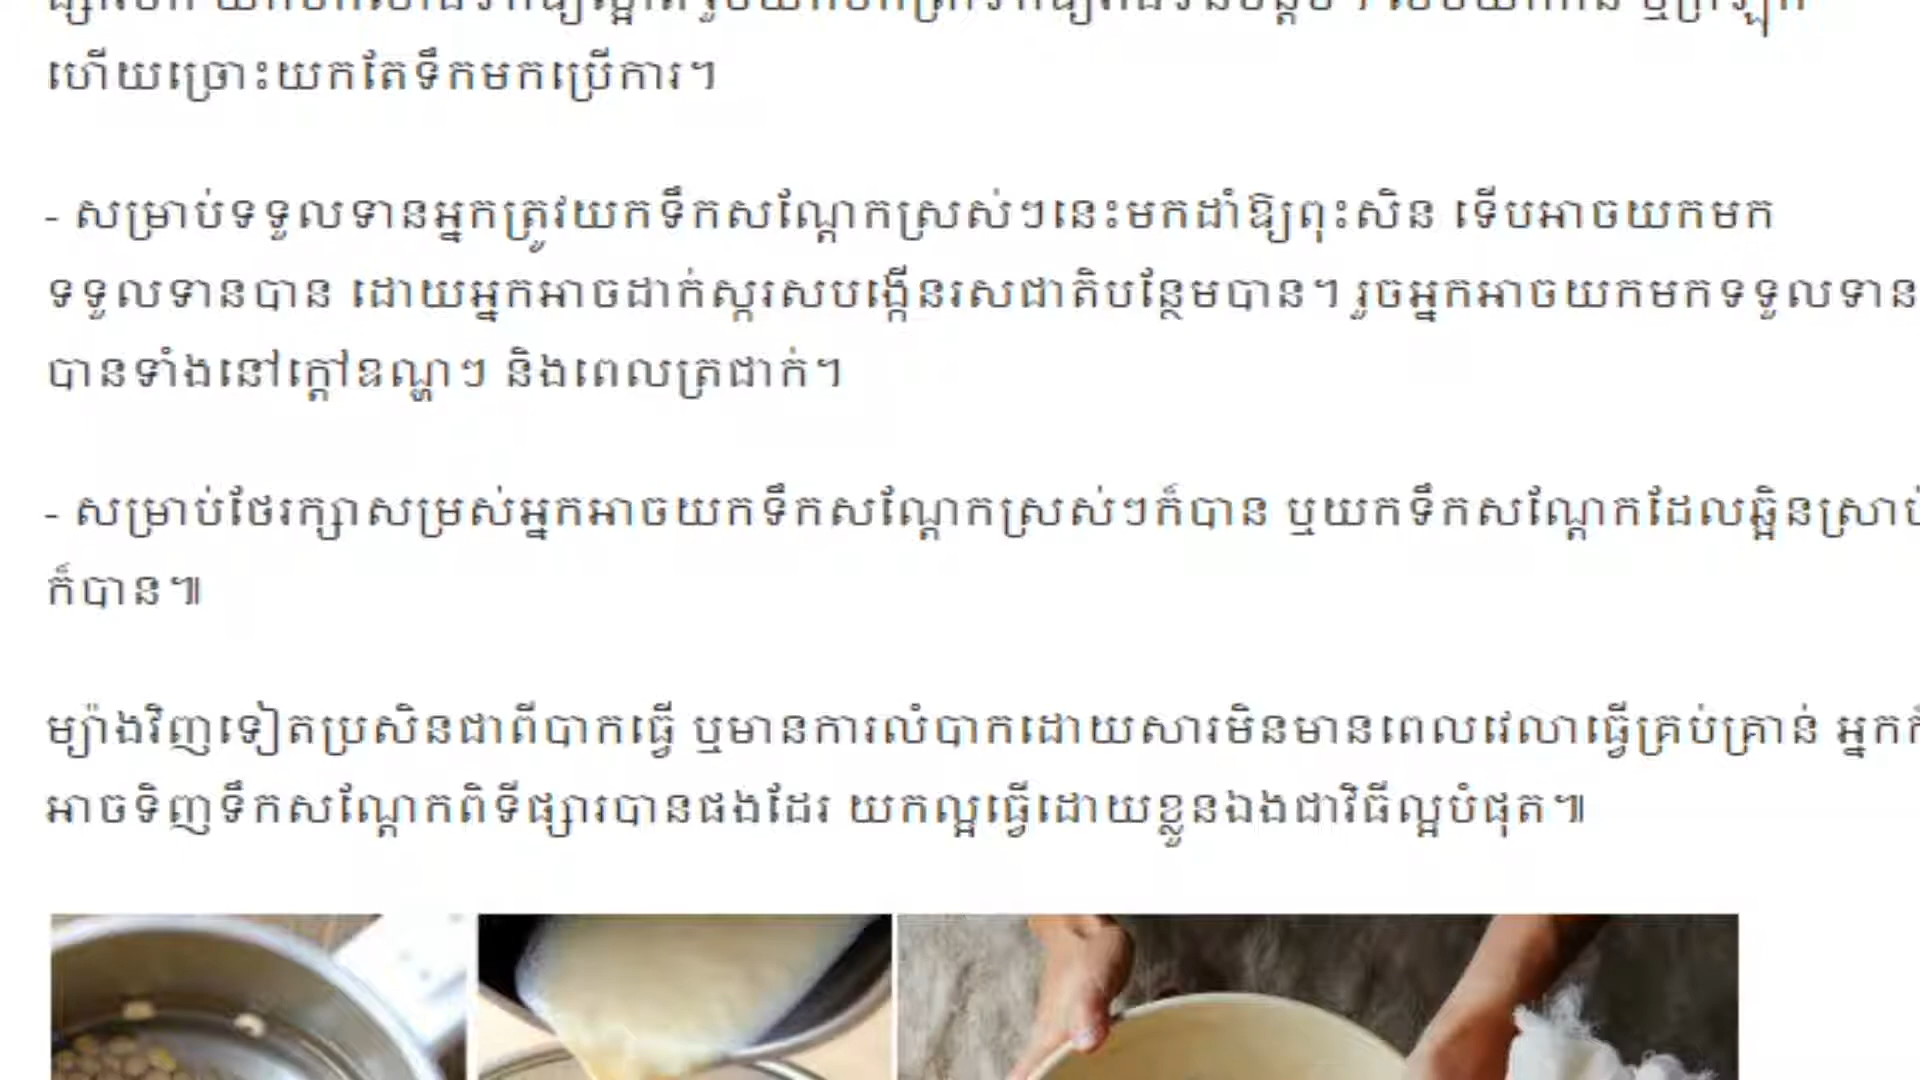 ហើយច្រោះយកតែទឹកមកប្រើការ។
- សម្រាប់ទទួលទានអ្នកត្រូវយកទឹកសណ្ដែកស្រស់ៗនេះមកដាំឱ្យពុះសិន ទើបអាចយកមក
ទទួលទានបាន ដោយអ្នកអាចដាក់ស្ករសបង្កើនរសជាតិបន្ថែមបាន។ រួចអ្នកអាចយកមកទទួលទាន
បានទាំងនៅក្ដៅឧណ្ហៗ និងពេលត្រជាក់។
- សម្រាប់ថែរក្សាសម្រស់អ្នកអាចយកទឹកសណ្ដែកស្រស់ៗក៏បាន ឬយកទឹកសណ្ដែកដែលឆ្អិនស្រាប់
ក៏បាន៕
ម្យ៉ាងវិញទៀតប្រសិនជាពីបាកធ្វើ ឬមានការលំបាកដោយសារមិនមានពេលវេលាធ្វើគ្រប់គ្រាន់ អ្នកក៏
អាចទិញទឹកសណ្ដែកពិទីផ្សារបានផងដែរ យកល្អធ្វើដោយខ្លួនឯងជាវិធីល្អបំផុត៕